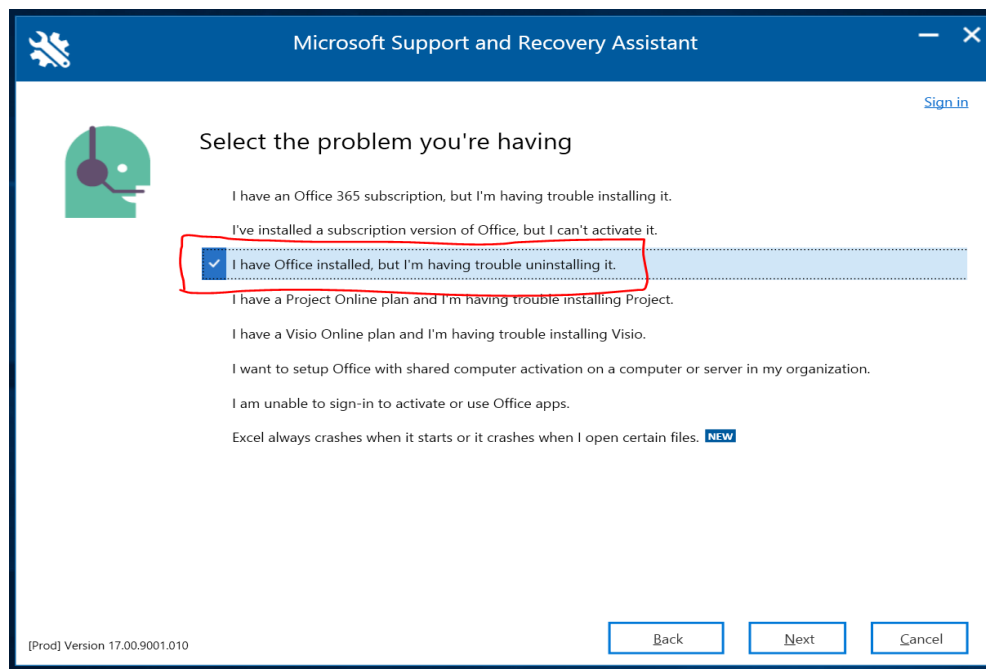 Microsoft Support and Recovery Assistant
Sign in
Select the problem you're having
I have an Office 365 subscription, but I'm having trouble installing it.
I've installed a subscription version of Office, but I can't activate it.
I have Office installed, but I'm having trouble uninstalling it.
I have a Project Online plan and I'm having trouble installing Project.
I have a Visio Online plan and I'm having trouble installing Visio.
I want to setup Office with shared computer activation on a computer or server in my organization.
I am unable to sign-in to activate or use Office apps.
Excel always crashes when it starts or it crashes when I open certain files. NEW
[Prod] Version 17.00.9001.010
Back Next Cancel